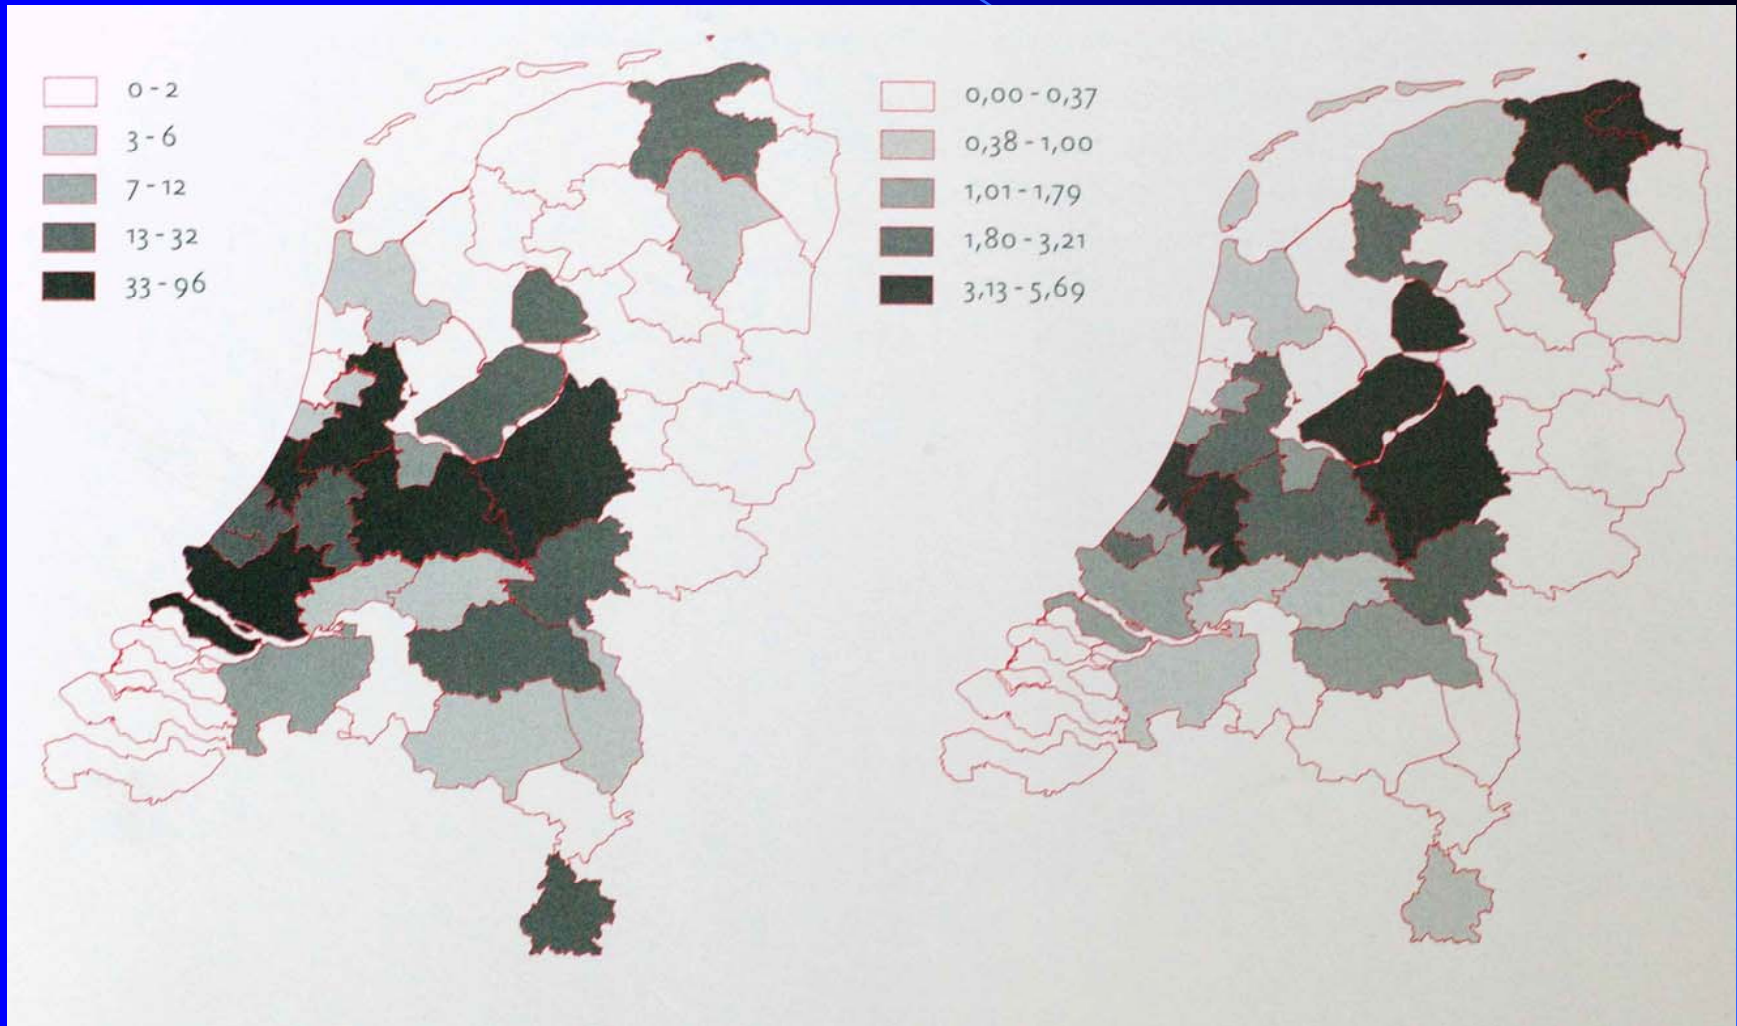 0 - 2
3 - 6
7 - 12
13 - 32
33 - 96
0,00 - 0,37
0,38 - 1,00
1,01 - 1,79
1,80 - 3,21
3,13 - 5,69